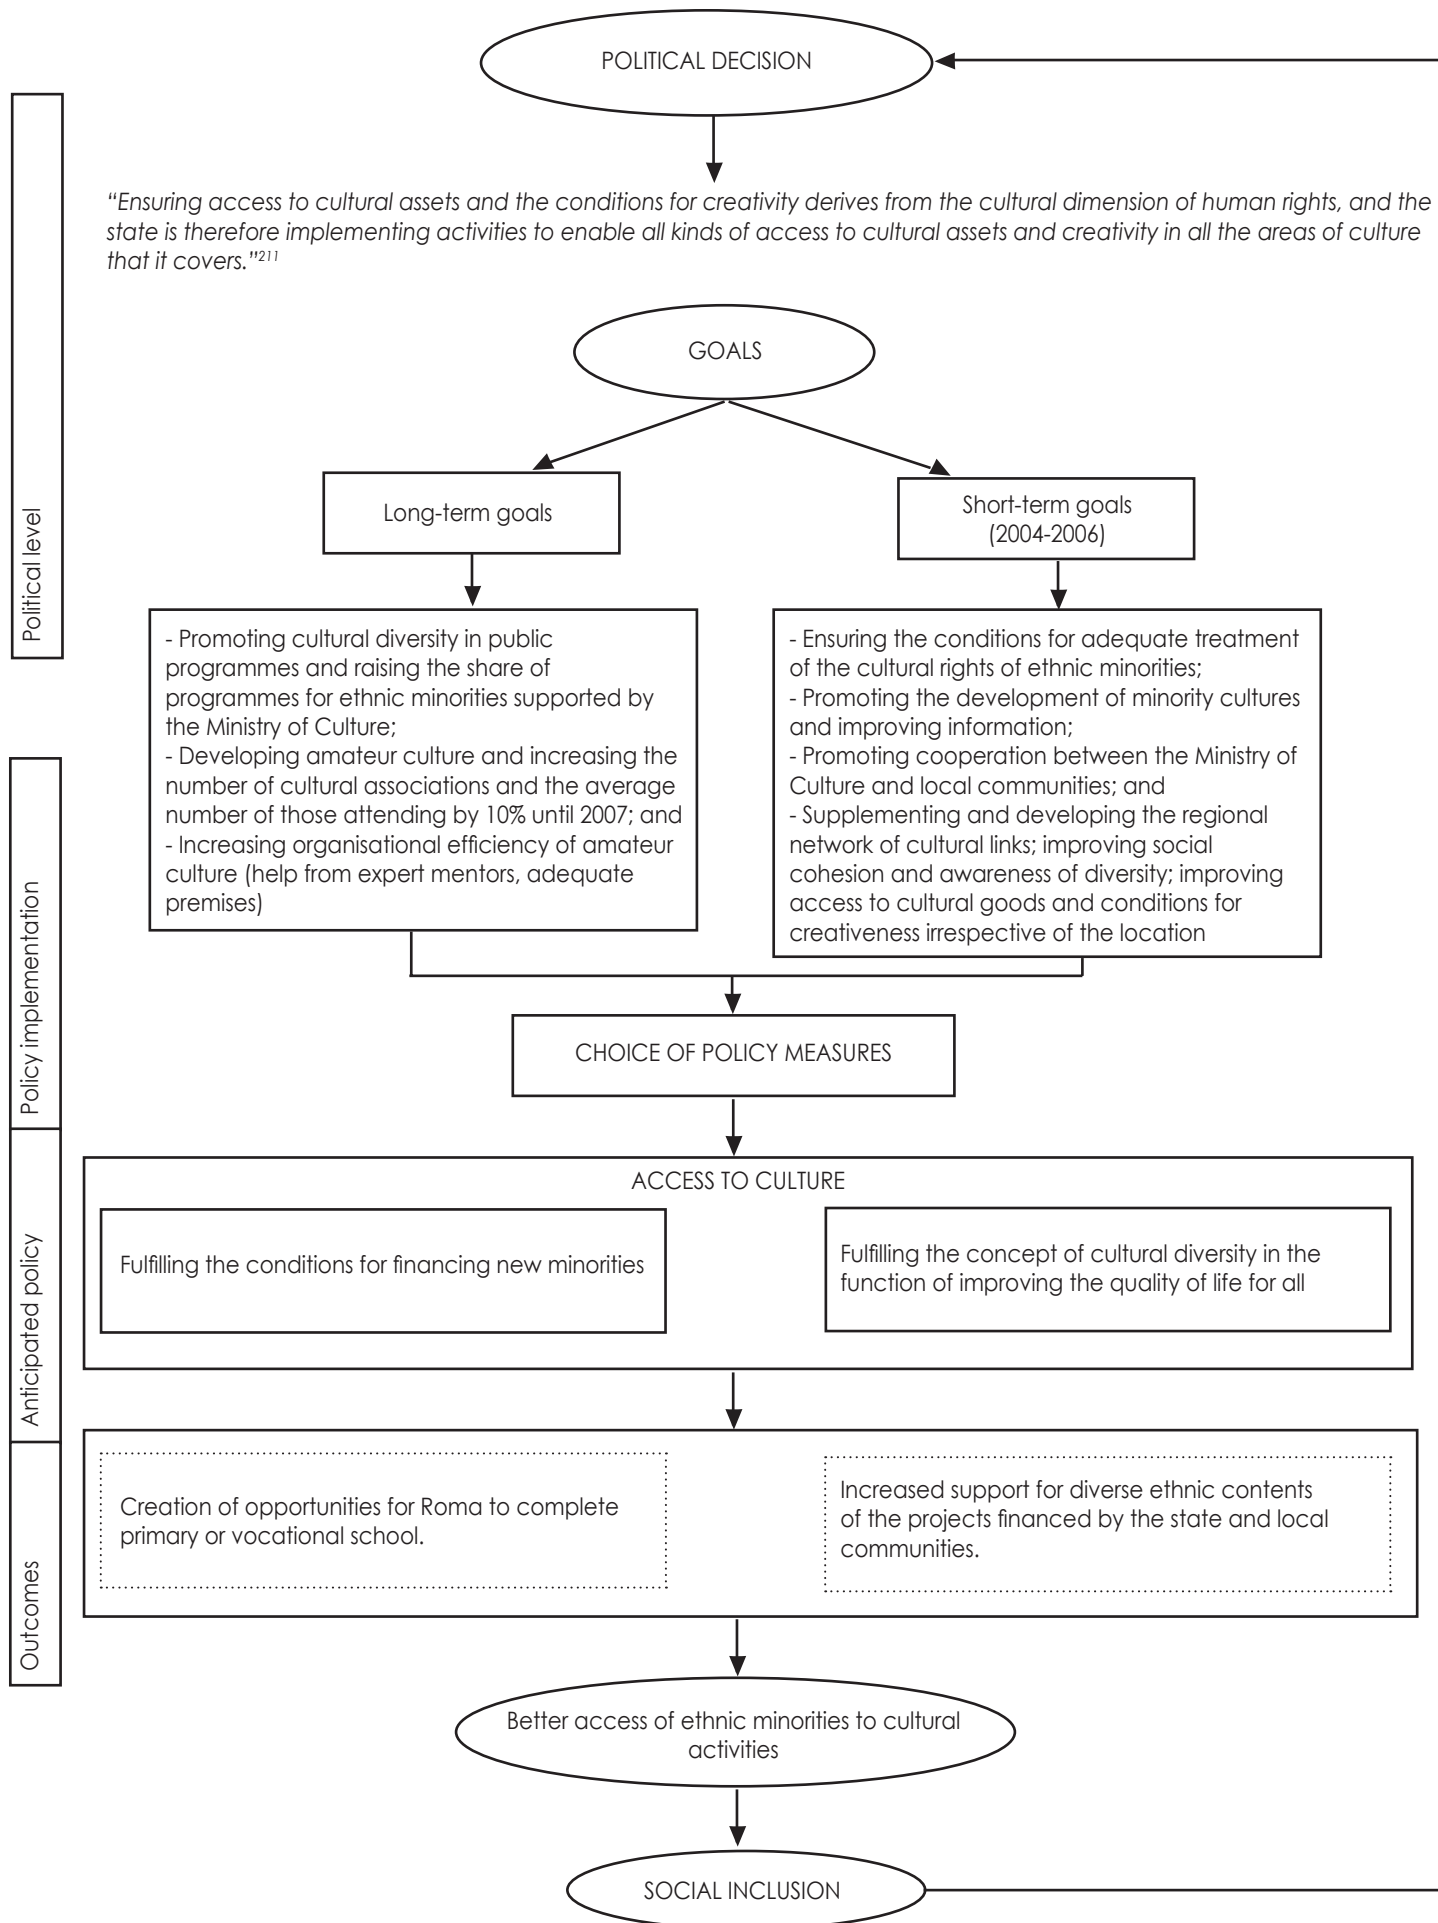 POLITICAL DECISION
“Ensuring access to cultural assets and the conditions for creativity derives from the cultural dimension of human rights, and the
state is therefore implementing activities to enable all kinds of access to cultural assets and creativity in all the areas of culture
that it covers.”211
GOALS
Long-term goals
Short-term goals
(2004-2006)
Political level
- Promoting cultural diversity in public
programmes and raising the share of
programmes for ethnic minorities supported by
the Ministry of Culture;
- Developing amateur culture and increasing the
number of cultural associations and the average
number of those attending by 10% until 2007; and
- Increasing organisational efficiency of amateur
culture (help from expert mentors, adequate
premises)
- Ensuring the conditions for adequate treatment
of the cultural rights of ethnic minorities;
- Promoting the development of minority cultures
and improving information;
- Promoting cooperation between the Ministry of
Culture and local communities; and
- Supplementing and developing the regional
network of cultural links; improving social
cohesion and awareness of diversity; improving
access to cultural goods and conditions for
creativeness irrespective of the location
Policy implementation
CHOICE OF POLICY MEASURES
ACCESS TO CULTURE
Fulfilling the conditions for financing new minorities
Fulfilling the concept of cultural diversity in the
function of improving the quality of life for all
Anticipated policy
Creation of opportunities for Roma to complete
primary or vocational school.
Increased support for diverse ethnic contents
of the projects financed by the state and local
communities.
Outcomes
Better access of ethnic minorities to cultural
activities
SOCIAL INCLUSION